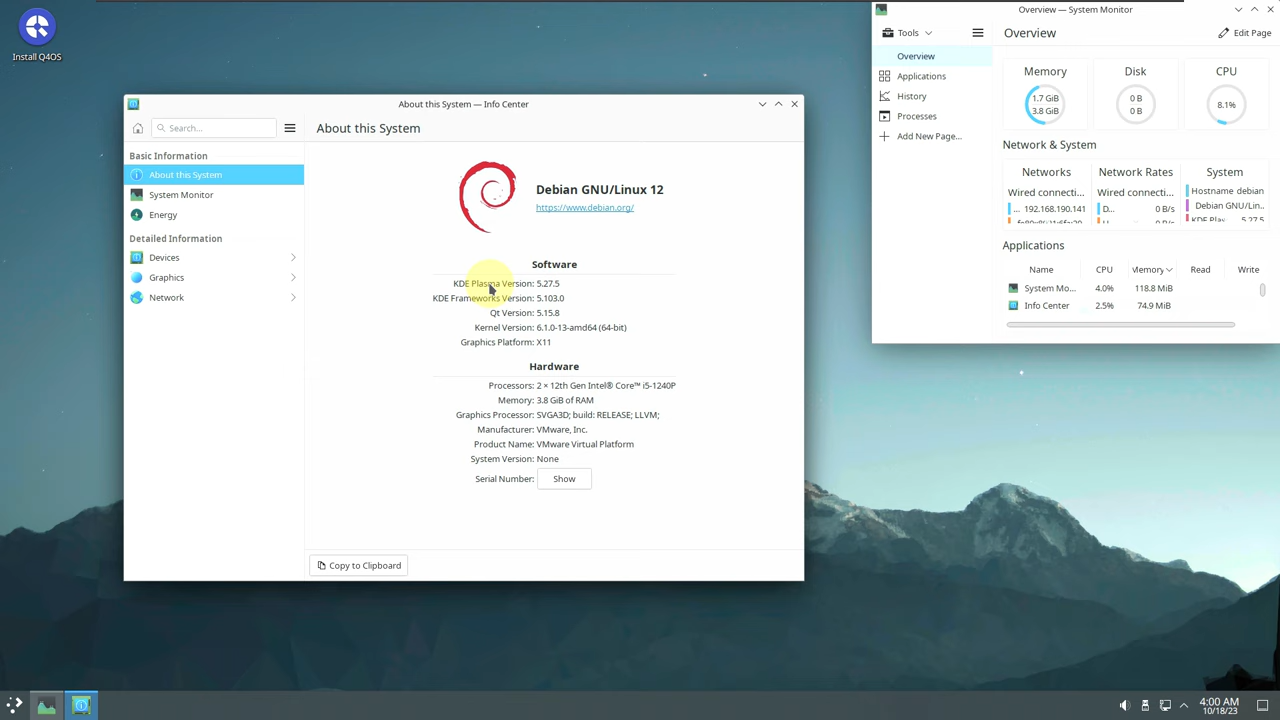 Install Q4OS
About this System — Info Center
Search...
About this System
Basic Information
About this System
System Monitor
Energy
Detailed Information
Devices
Graphics
Network
Debian GNU/Linux 12
https://www.debian.org/
Software
KDE Plasma Version: 5.27.5
KDE Frameworks Version: 5.103.0
Qt Version: 5.15.8
Kernel Version: 6.1.0-13-amd64 (64-bit)
Graphics Platform: X11
Hardware
Processors: 2 × 12th Gen Intel® Core™ i5-1240P
Memory: 3.8 GiB of RAM
Graphics Processor: SVGA3D; build: RELEASE; LLVM;
Manufacturer: VMware, Inc.
Product Name: VMware Virtual Platform
System Version: None
Serial Number: Show
Copy to Clipboard
Overview — System Monitor
Tools
Overview
Edit Page
Overview
Applications
History
Processes
Add New Page...
Memory
1.7 GiB
3.8 GiB
Disk
0 B
0 B
CPU
8.1%
Network & System
Networks
Wired connecti...
... 192.168.190.141
Network Rates
Wired connecti...
D... 0 B/s
0 B/s
System
Hostname debian
Debian GNU/Lin..
KDE Plas 5.27.5
Applications
Name CPU Memory Read Write
System Mo... 4.0% 118.8 MiB
Info Center 2.5% 74.9 MiB
4:00 AM
10/18/23